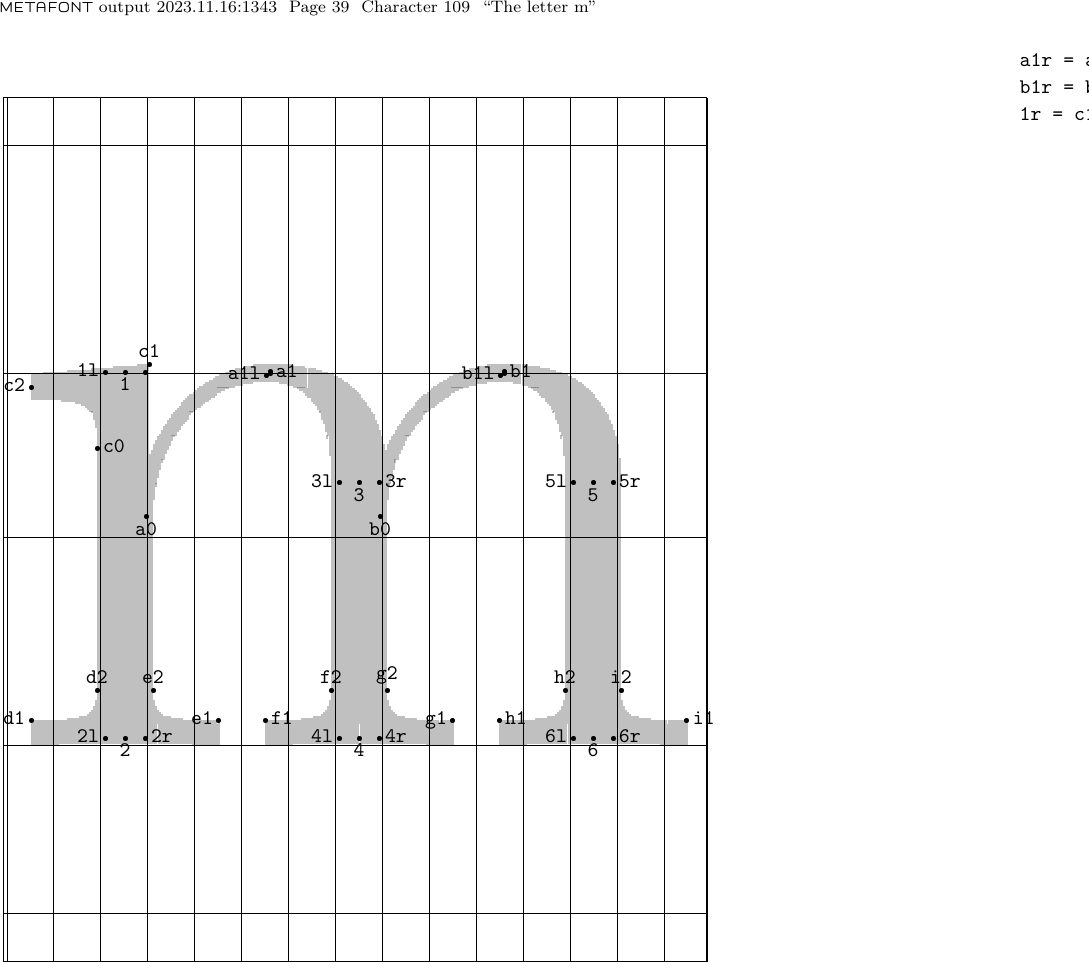 METAFONT output 2023.11.16:1343 Page 39 Character 109 “The letter m”
a1r = a
b1r = b
1r = c1
c1
1l a1l a1 b1l b1
c2 1
c0
3l 3r 5l 5r
3 5
a0 b0
d2 e2 f2 g2 h2 i2
d1 e1 f1 g1 h1 i1
2l 2r 4l 4r 6l 6r
2 4 6